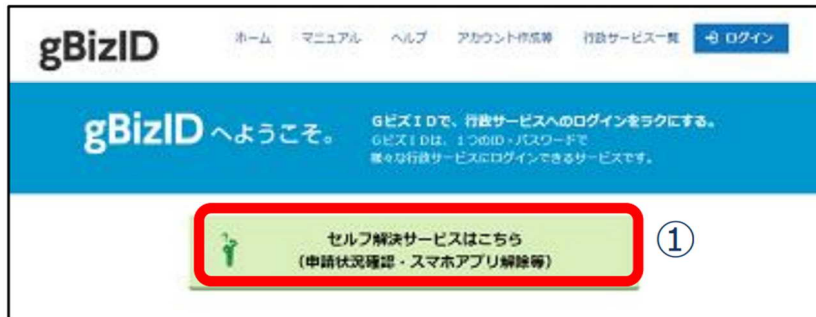 gBizID
ホーム マニュアル ヘルプ アカウント作成等 行政サービス一覧 ログイン
gBizID へようこそ。
GビズIDで、行政サービスへのログインをラクにする。
GビズIDは、1つのID・パスワードで
様々な行政サービスにログインできるサービスです。
セルフ解決サービスはこちら
(申請状況確認・スマホアプリ解除等)
①